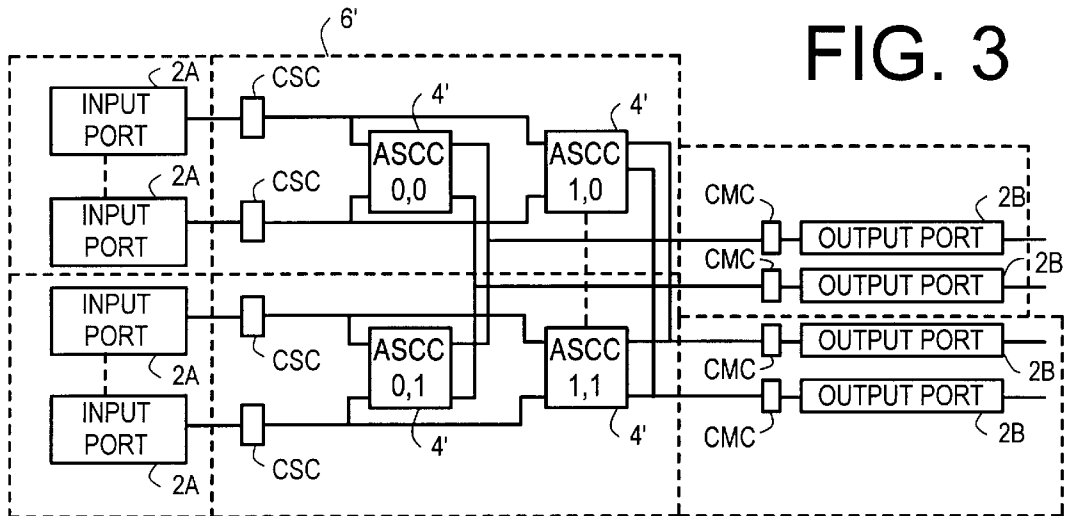 6'
FIG. 3
2A
CSC
INPUT
PORT
4'
4'
ASCC
0,0
ASCC
1,0
2A
CSC
INPUT
PORT
CMC
2B
OUTPUT PORT
CMC
2B
OUTPUT PORT
INPUT
PORT
2A
CSC
ASCC
0,1
4'
ASCC
1,1
4'
OUTPUT PORT
CMC
2B
OUTPUT PORT
CMC
2B
INPUT
PORT
2A
CSC